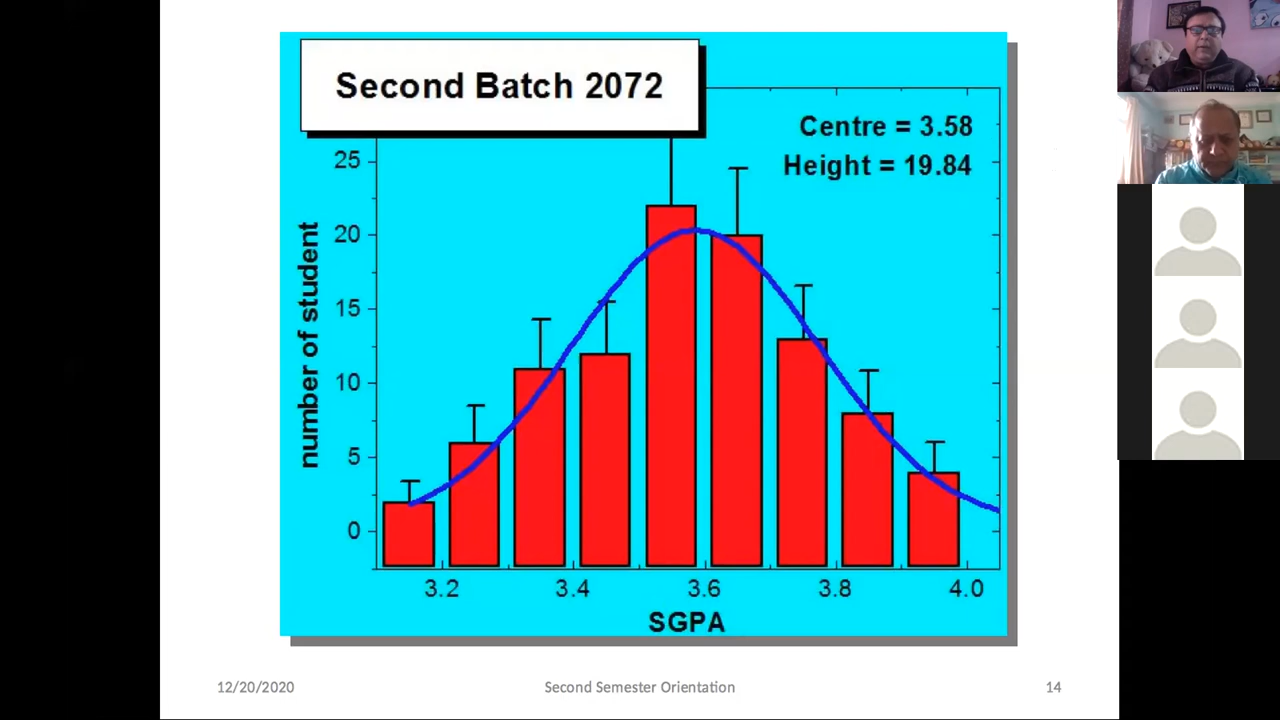 Second Batch 2072
Centre = 3.58
Height = 19.84
25
20
15
10
5
0
number of student
3.2 3.4 3.6 3.8 4.0
SGPA
12/20/2020 Second Semester Orientation 14